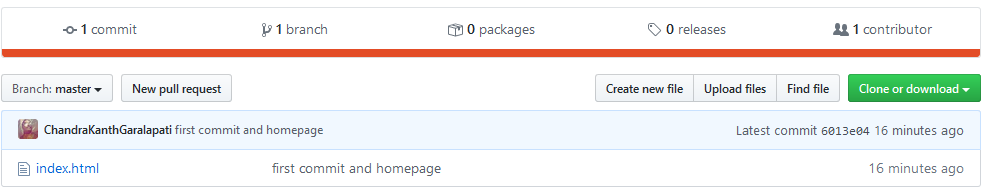 1 commit 1 branch 0 packages 0 releases 1 contributor
Branch: master New pull request Create new file Upload files Find file Clone or download
ChandraKanthGaralapati first commit and homepage Latest commit 6013e04 16 minutes ago
index.html first commit and homepage 16 minutes ago